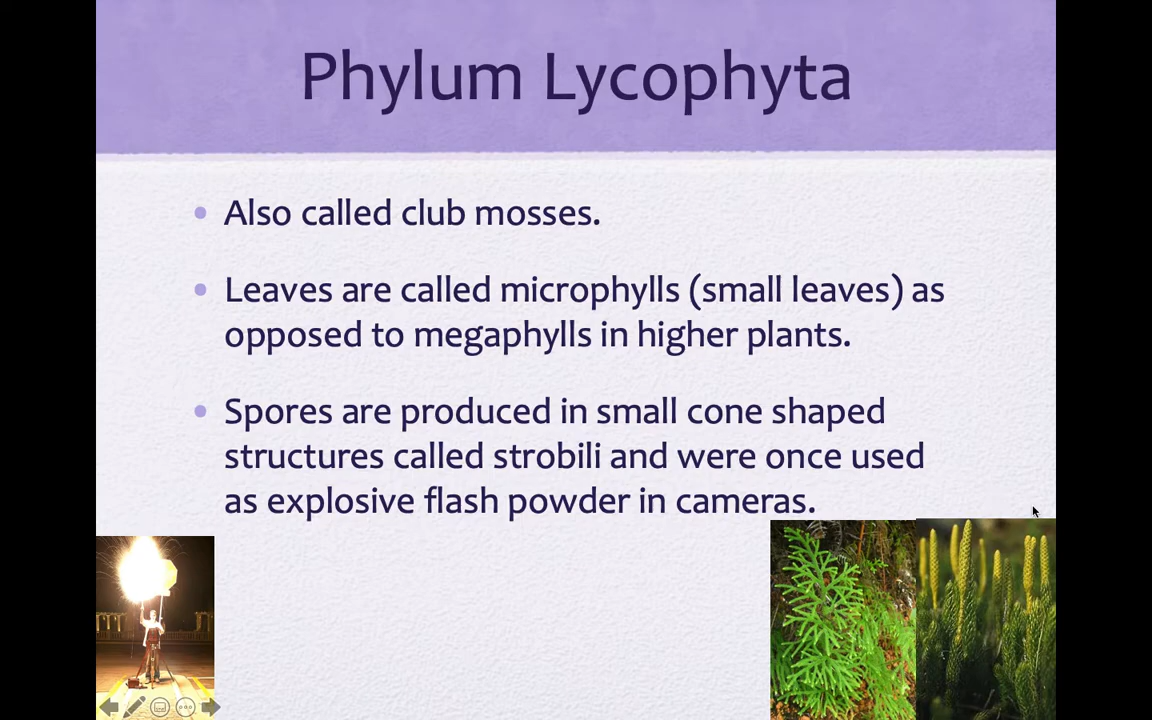 Phylum Lycophyta
• Also called club mosses.
• Leaves are called microphylls (small leaves) as
opposed to megaphylls in higher plants.
• Spores are produced in small cone shaped
structures called strobili and were once used
as explosive flash powder in cameras.